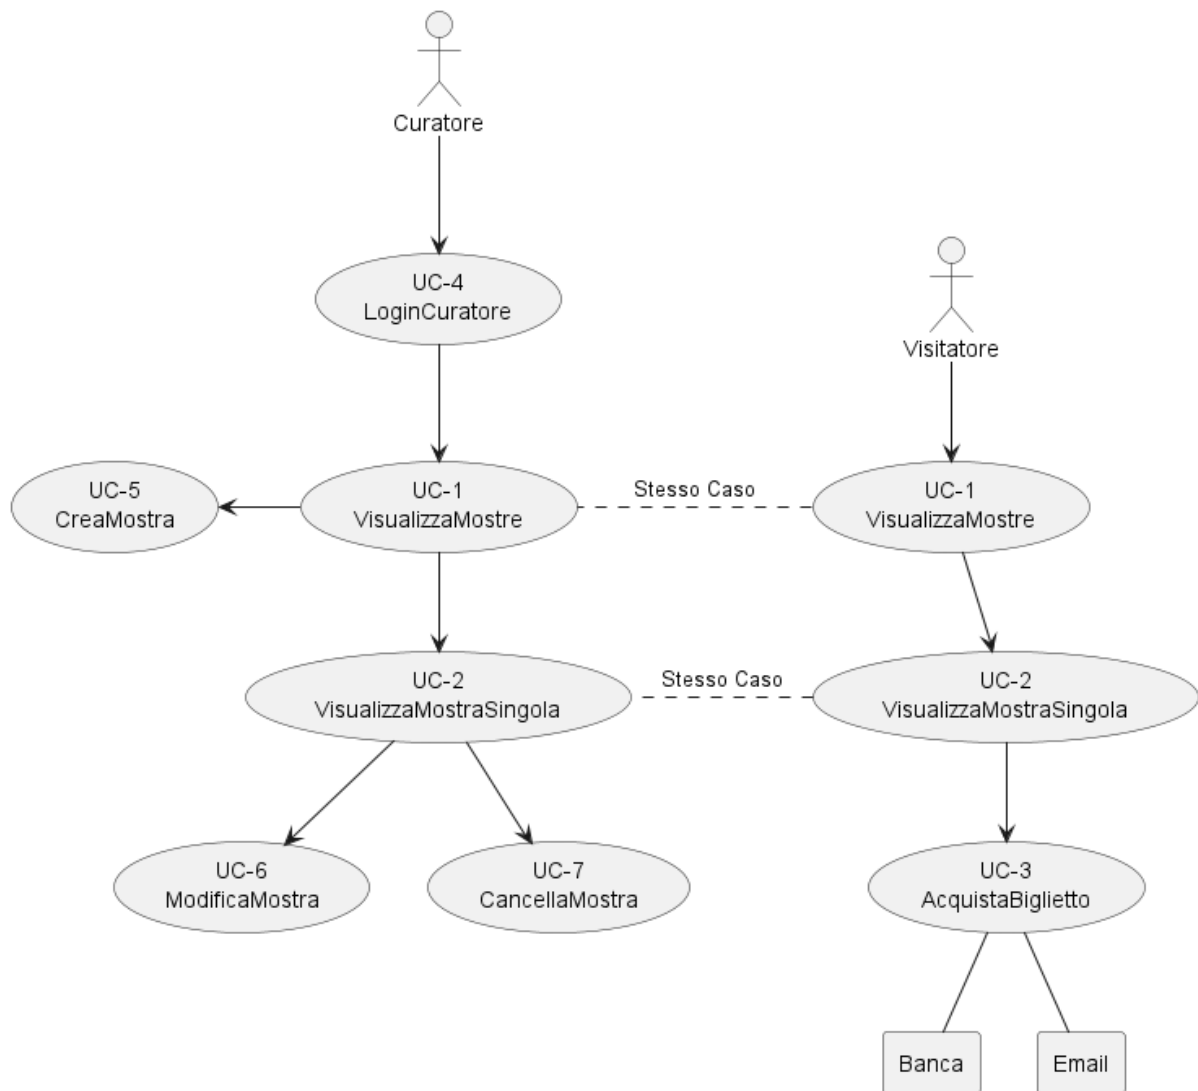 Curatore
UC-4
LoginCuratore
Visitatore
UC-5
CreaMostra
UC-1
VisualizzaMostre
Stesso Caso
UC-1
VisualizzaMostre
UC-2
VisualizzaMostraSingola
Stesso Caso
UC-2
VisualizzaMostraSingola
UC-6
ModificaMostra
UC-7
CancellaMostra
UC-3
AcquistaBiglietto
Banca
Email